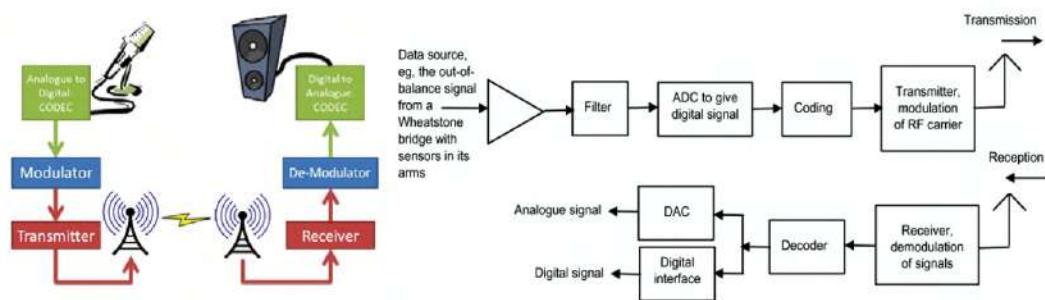 Analogue to
Digital
CODEC
Modulator
Transmitter
Digital to
Analogue
CODEC
De-Modulator
Receiver
Data source,
eg. the out-of-
balance signal
from a
Wheatstone
bridge with
sensors in its
arms
Filter
ADC to give
digital signal
Coding
Transmitter,
modulation
of RF carrier
Transmission
Reception
Analogue signal
DAC
Digital signal
Digital
interface
Decoder
Receiver,
demodulation
of signals